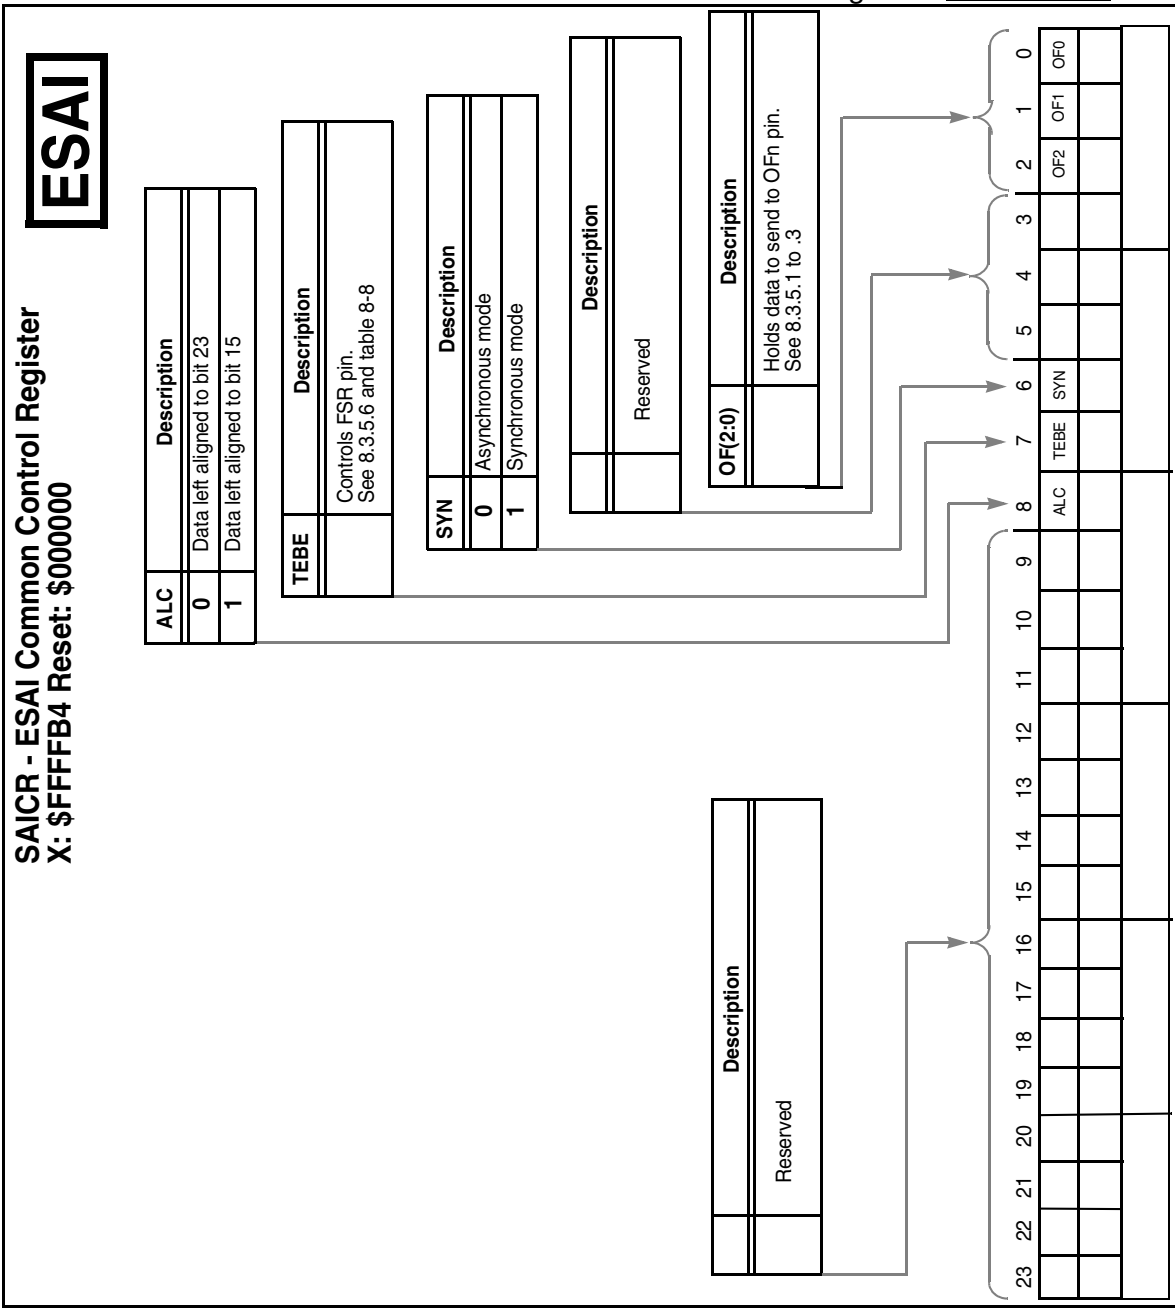 SAICR - ESAI Common Control Register
X: $FFFFB4 Reset: $000000
ESAI
ALC Description
0 Data left aligned to bit 23
1 Data left aligned to bit 15
TEBE Description
Controls FSR pin.
See 8.3.5.6 and table 8-8
SYN Description
0 Asynchronous mode
1 Synchronous mode
Description
Reserved
OF(2:0) Description
Holds data to send to OFn pin.
See 8.3.5.1 to .3
Description
Reserved
23 22 21 20 19 18 17 16 15 14 13 12 11 10 9 8 7 6 5 4 3 2 1 0
ALC TEBE SYN OF2 OF1 OF0